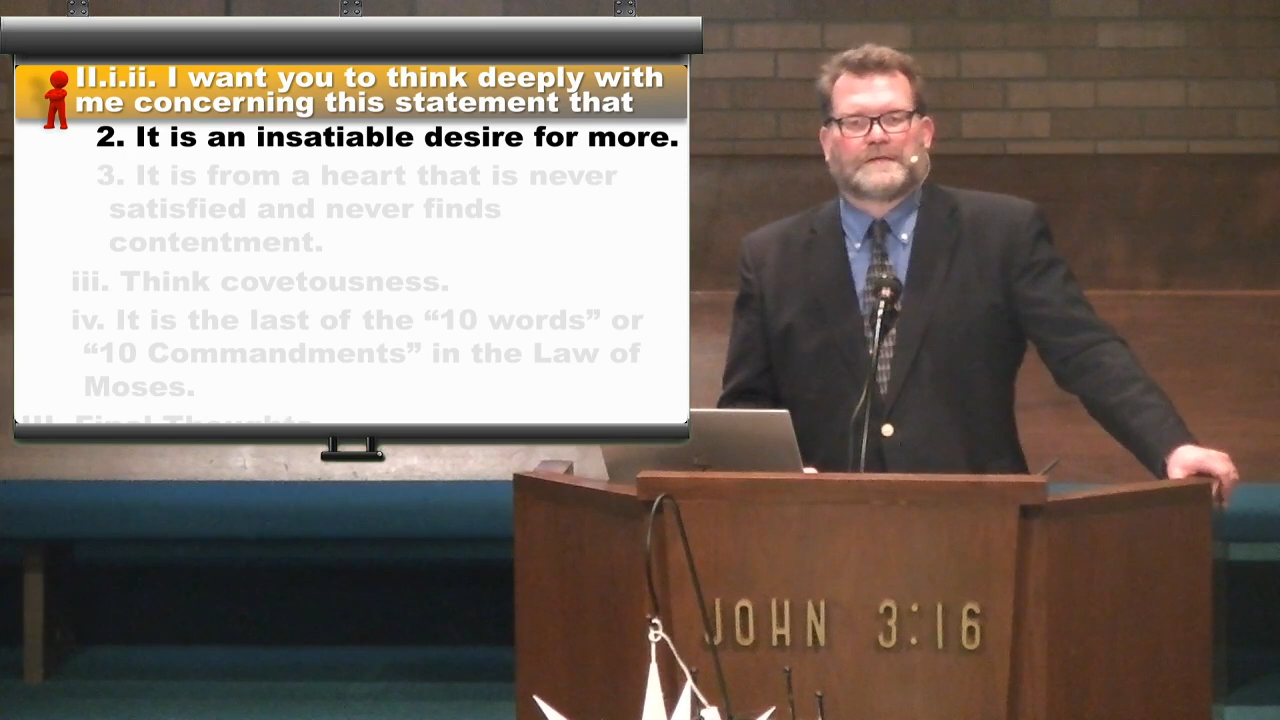 II.i.ii. I want you to think deeply with
me concerning this statement that
2. It is an insatiable desire for more.
3. It is from a heart that is never
satisfied and never finds
contentment.
iii. Think covetousness.
iv. It is the last of the “10 words” or
“10 Commandments” in the Law of
Moses.
III. Final Thoughts
JOHN 3:16